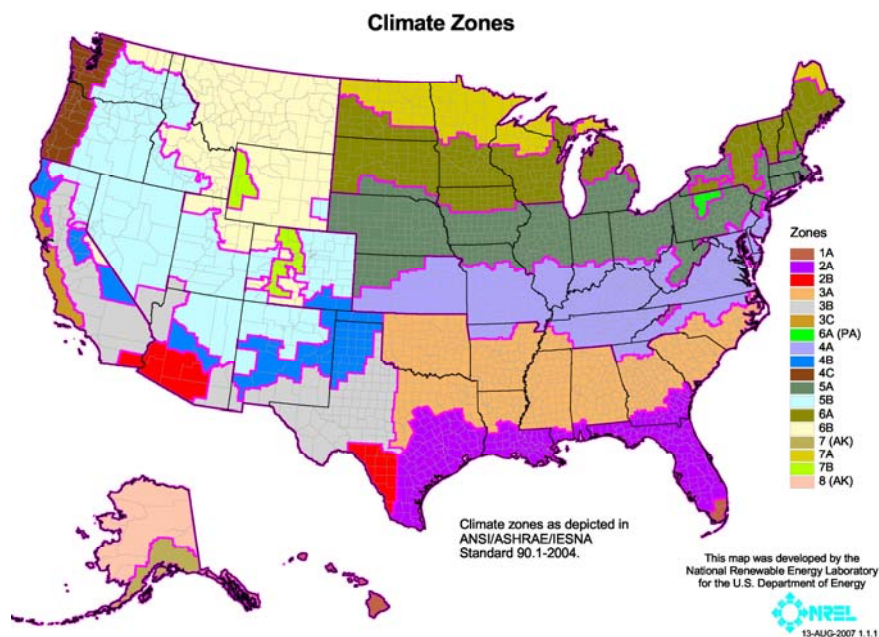 Climate Zones
Zones
1A
2A
2B
3A
3B
3C
6A (PA)
4A
4B
4C
5A
5B
6A
6B
7 (AK)
7A
7B
8 (AK)
Climate zones as depicted in
ANSI/ASHRAE/IESNA
Standard 90.1-2004.
This map was developed by the
National Renewable Energy Laboratory
for the U.S. Department of Energy
NREL
13-AUG-2007 1.1.1